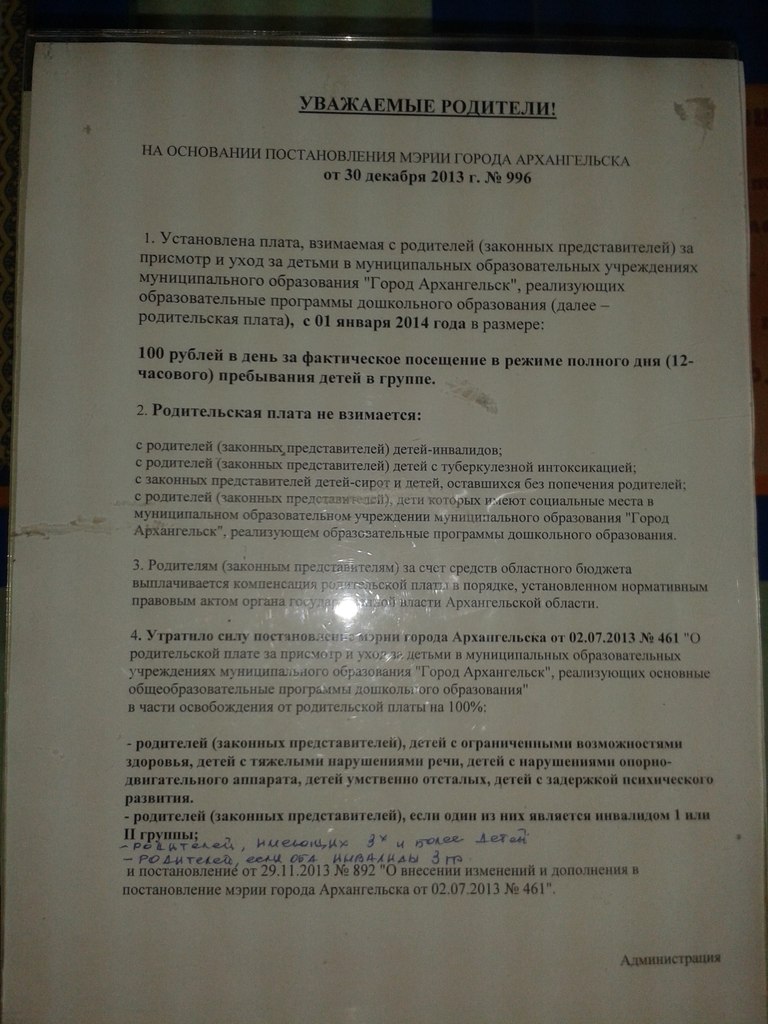 УВАЖАЕМЫЕ РОДИТЕЛИ!
НА ОСНОВАНИИ ПОСТАНОВЛЕНИЯ МЭРИИ ГОРОДА АРХАНГЕЛЬСКА
от 30 декабря 2013 г. № 996
1. Установлена плата, взимаемая с родителей (законных представителей) за
присмотр и уход за детьми в муниципальных образовательных учреждениях
муниципального образования "Город Архангельск", реализующих
образовательные программы дошкольного образования (далее –
родительская плата), с 01 января 2014 года в размере:
100 рублей в день за фактическое посещение в режиме полного дня (12-
часового) пребывания детей в группе.
2. Родительская плата не взимается:
с родителей (законных представителей) детей-инвалидов;
с родителей (законных представителей) детей с туберкулезной интоксикацией;
с законных представителей детей-сирот и детей, оставшихся без попечения родителей;
с родителей (законных представителей), дети которых имеют социальные места в
муниципальном образовательном учреждении муниципального образования "Город
Архангельск", реализующем образовательные программы дошкольного образования.
3. Родителям (законным представителям) за счет средств областного бюджета
выплачивается компенсация родительской платы в порядке, установленном нормативным
правовым актом органа государственной власти Архангельской области.
4. Утратило силу постановление мэрии города Архангельска от 02.07.2013 № 461 "О
родительской плате за присмотр и уход за детьми в муниципальных образовательных
учреждениях муниципального образования "Город Архангельск", реализующих основные
общеобразовательные программы дошкольного образования"
в части освобождения от родительской платы на 100%:
- родителей (законных представителей), детей с ограниченными возможностями
здоровья, детей с тяжелыми нарушениями речи, детей с нарушениями опорно-
двигательного аппарата, детей умственно отсталых, детей с задержкой психического
развития.
- родителей (законных представителей), если один из них является инвалидом 1 или
II группы;
- родителей, имеющих 3х и более детей
- родителей, если оба инвалиды 3 гр
и постановление от 29.11.2013 № 892 "О внесении изменений и дополнения в
постановление мэрии города Архангельска от 02.07.2013 № 461".
Администрация